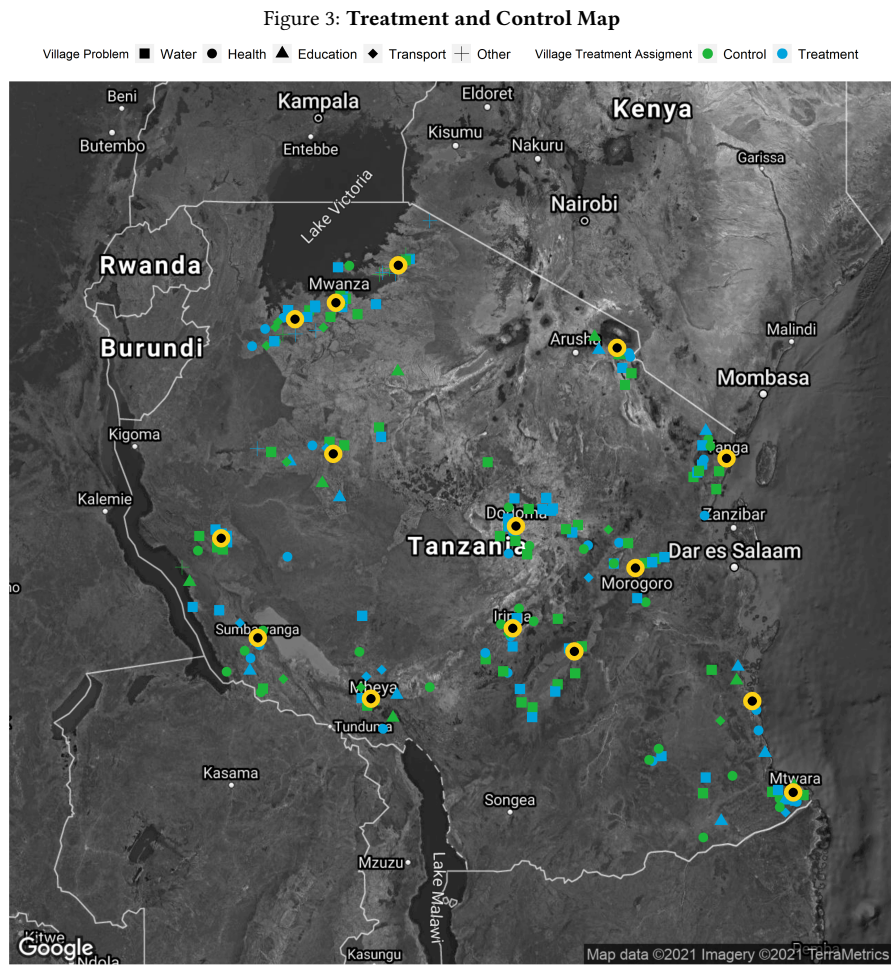 Figure 3: Treatment and Control Map
Village Problem Water Health Education Transport Other Village Treatment Assigment Control Treatment
Beni
Kampala
Eldoret
Kenya
Butembo
Entebbe
Kisumu
Nakuru
Garissa
Lake Victoria
Nairobi
Rwanda
Mwanza
Burundi
Arusha
Malindi
Mombasa
Kigoma
Tanga
Kalemie
Dodoma
Zanzibar
Tanzania
Dar es Salaam
Morogoro
Iringa
Sumbawanga
Mbeya
Tunduma
Kasama
Mtwara
Songea
Mzuzu
Lake Malawi
Kitwe
Google
Ndola
Kasungu
Map data ©2021 Imagery ©2021 TerraMetrics